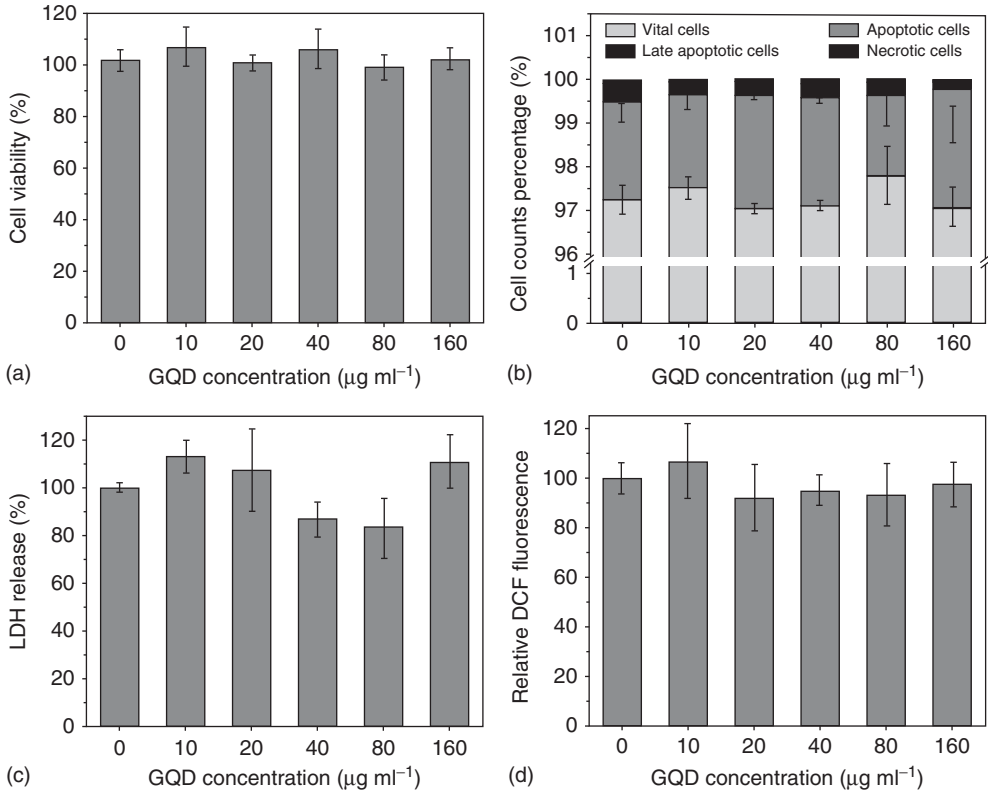 120
100
80
60
40
20
0
Cell viability (%)
0 10 20 40 80 160
(a) GQD concentration (μg ml⁻¹)
Vital cells Apoptotic cells
Late apoptotic cells Necrotic cells
101
100
99
98
97
96
1
0
Cell counts percentage (%)
0 10 20 40 80 160
(b) GQD concentration (μg ml⁻¹)
120
100
80
60
40
20
0
LDH release (%)
0 10 20 40 80 160
(c) GQD concentration (μg ml⁻¹)
120
100
80
60
40
20
0
Relative DCF fluorescence
0 10 20 40 80 160
(d) GQD concentration (μg ml⁻¹)